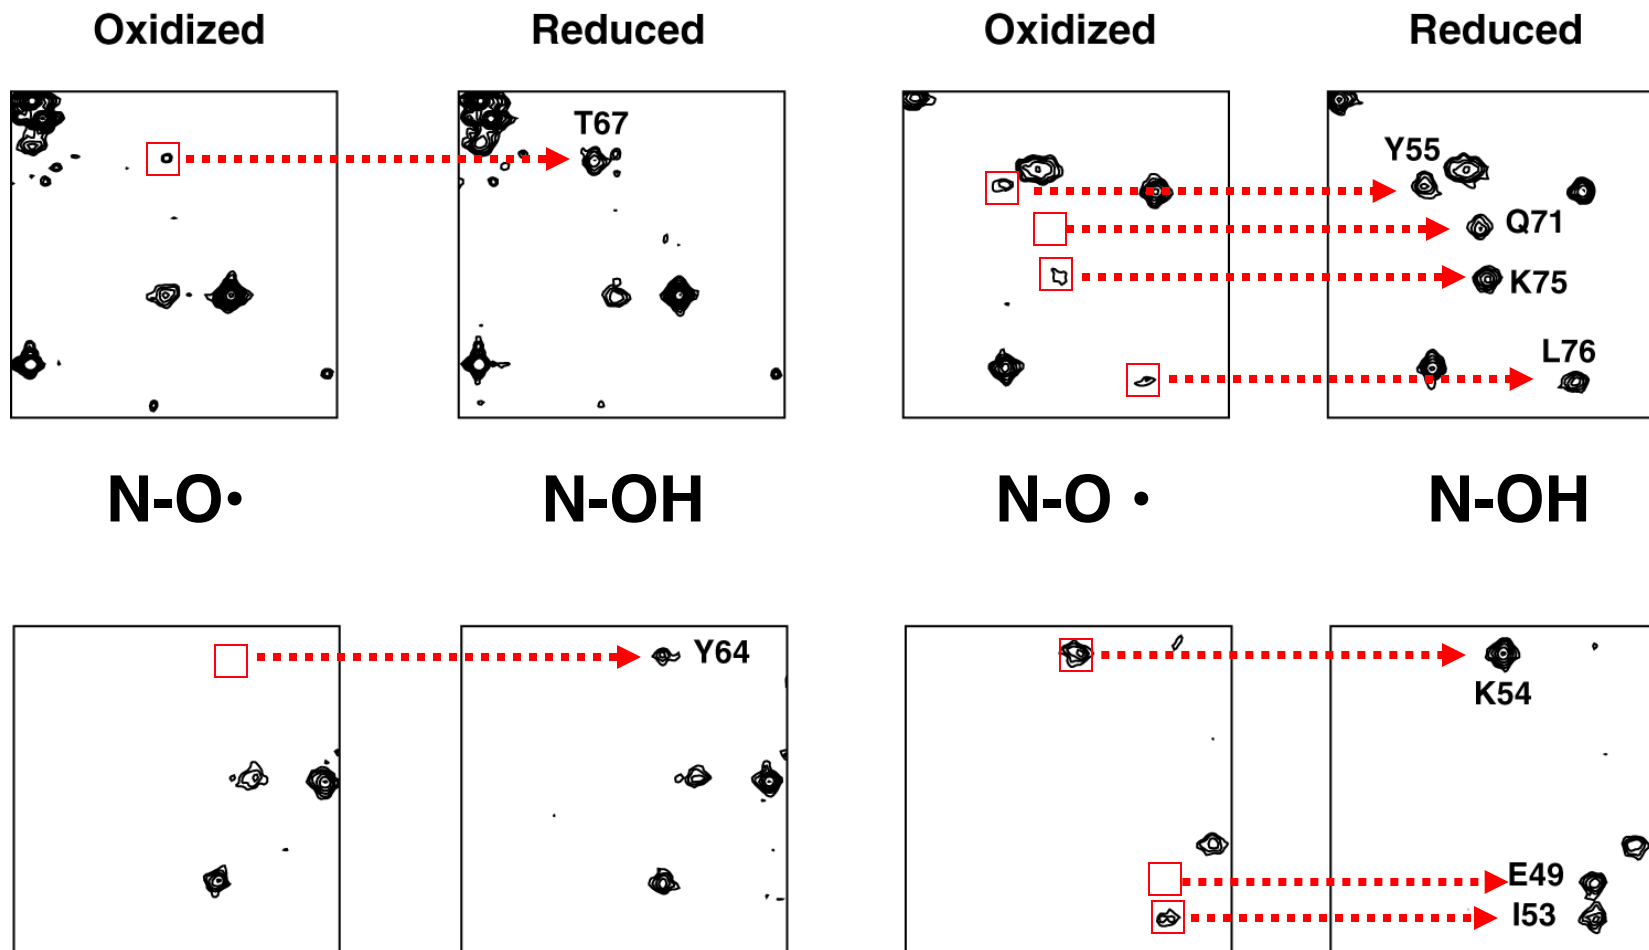 Oxidized Reduced Oxidized Reduced
T67
Y55
Q71
K75
L76
N-O• N-OH N-O • N-OH
Y64
K54
E49
I53